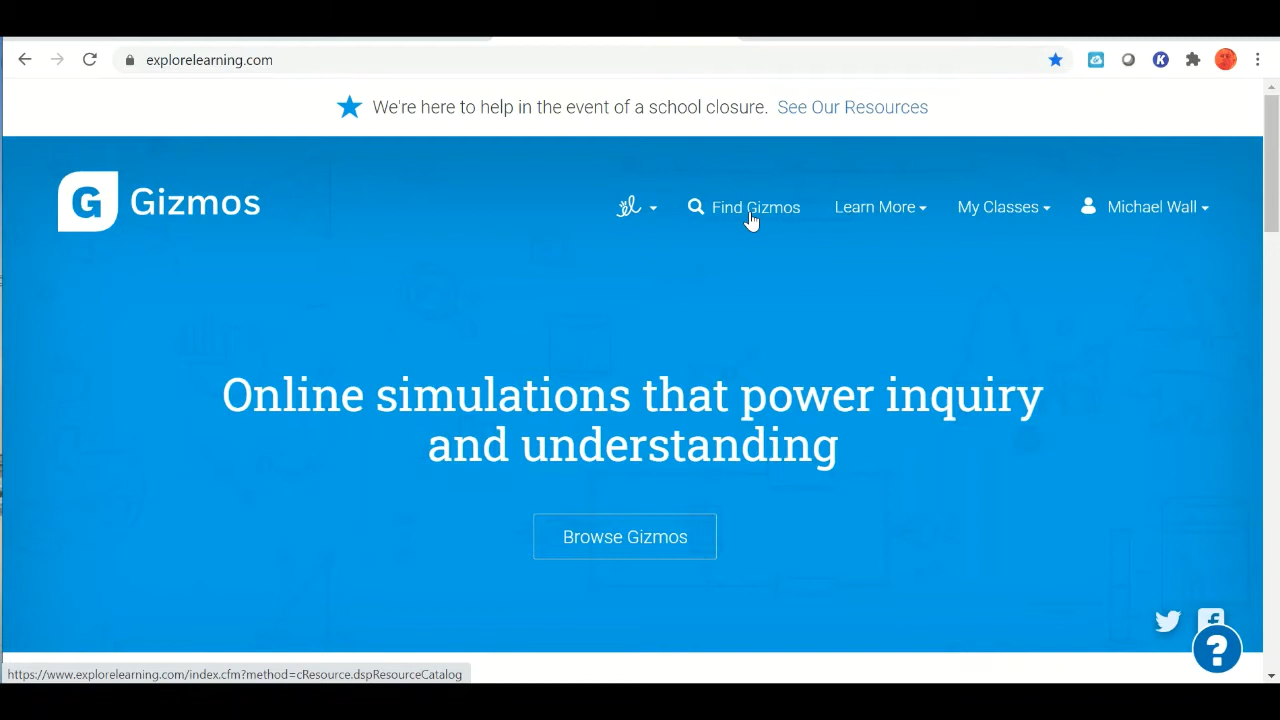 explorelearning.com
K
We're here to help in the event of a school closure. See Our Resources
G Gizmos
el
Find Gizmos
Learn More
My Classes
Michael Wall
Online simulations that power inquiry
and understanding
Browse Gizmos
f
?
https://www.explorelearning.com/index.cfm?method=cResource.dspResourceCatalog